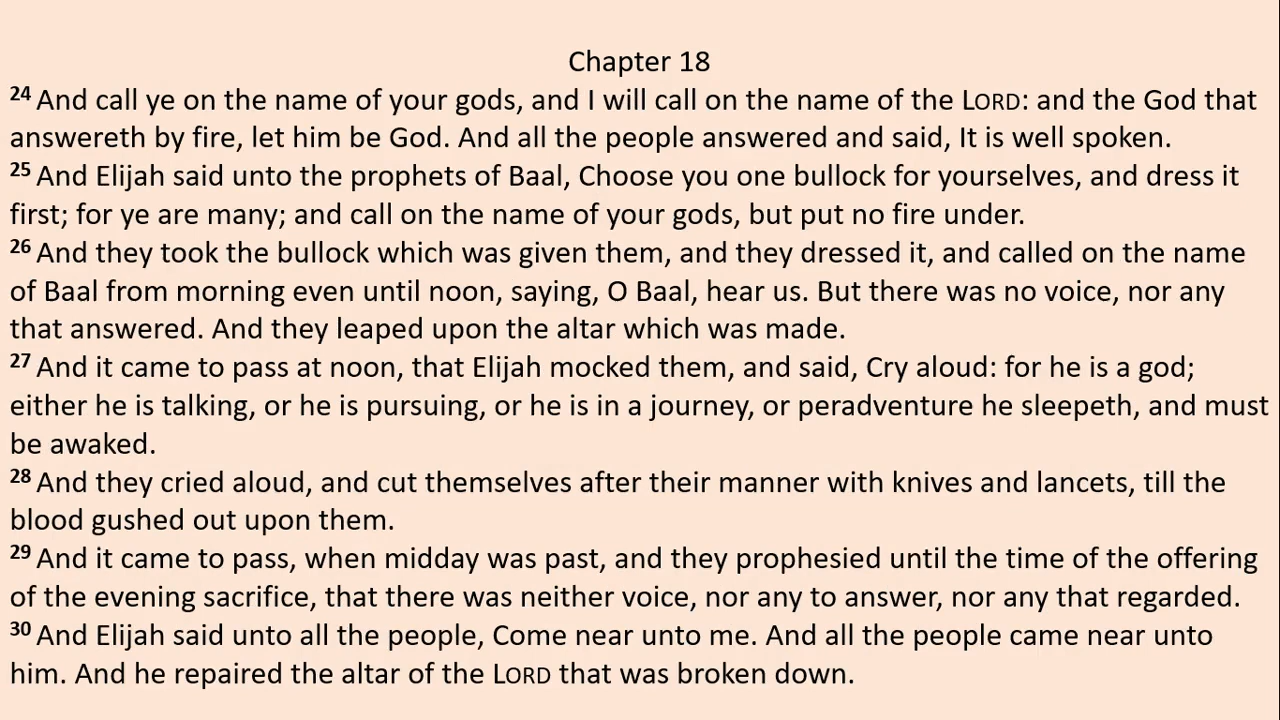 Chapter 18
24 And call ye on the name of your gods, and I will call on the name of the LORD: and the God that
answereth by fire, let him be God. And all the people answered and said, It is well spoken.
25 And Elijah said unto the prophets of Baal, Choose you one bullock for yourselves, and dress it
first; for ye are many; and call on the name of your gods, but put no fire under.
26 And they took the bullock which was given them, and they dressed it, and called on the name
of Baal from morning even until noon, saying, O Baal, hear us. But there was no voice, nor any
that answered. And they leaped upon the altar which was made.
27 And it came to pass at noon, that Elijah mocked them, and said, Cry aloud: for he is a god;
either he is talking, or he is pursuing, or he is in a journey, or peradventure he sleepeth, and must
be awaked.
28 And they cried aloud, and cut themselves after their manner with knives and lancets, till the
blood gushed out upon them.
29 And it came to pass, when midday was past, and they prophesied until the time of the offering
of the evening sacrifice, that there was neither voice, nor any to answer, nor any that regarded.
30 And Elijah said unto all the people, Come near unto me. And all the people came near unto
him. And he repaired the altar of the LORD that was broken down.